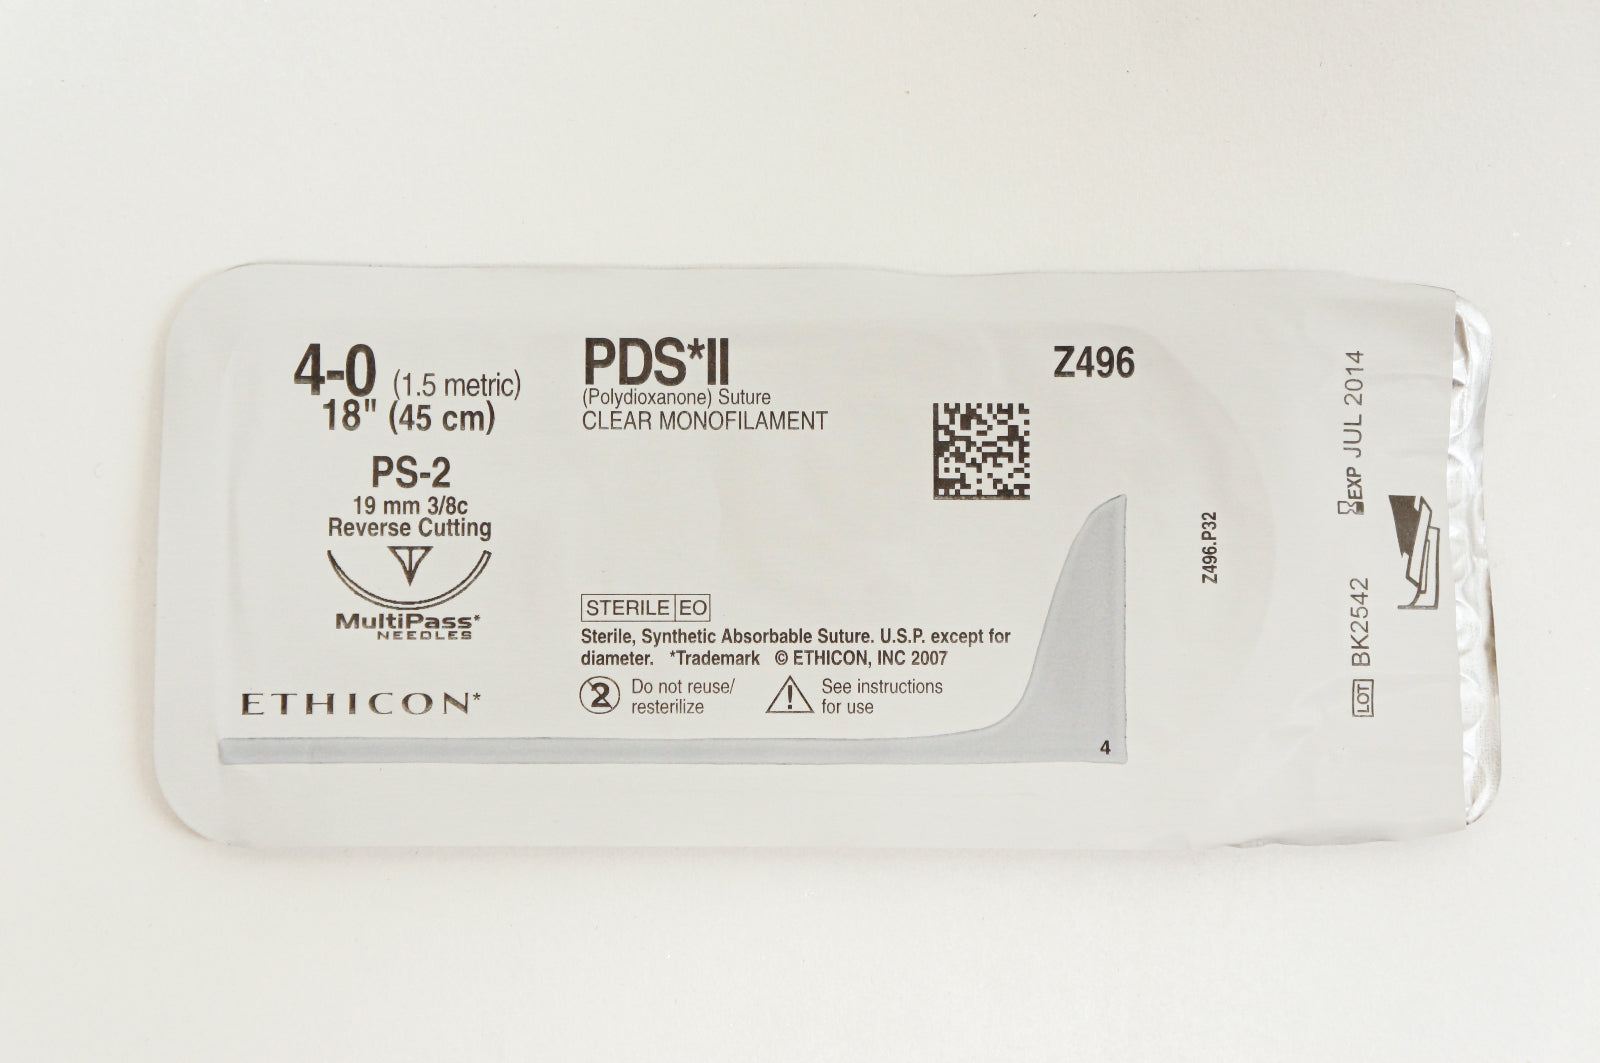 4-0 (1.5 metric)
18" (45 cm)
PS-2
19 mm 3/8c
Reverse Cutting
MultiPass*
NEEDLES
ETHICON*
PDS*II
(Polydioxanone) Suture
CLEAR MONOFILAMENT
Z496
STERILE EO
Sterile, Synthetic Absorbable Suture. U.S.P. except for
diameter. *Trademark © ETHICON, INC 2007
2 Do not reuse/
resterilize
! See instructions
for use
4
Z496.P32
EXP JUL 2014
LOT BK2542